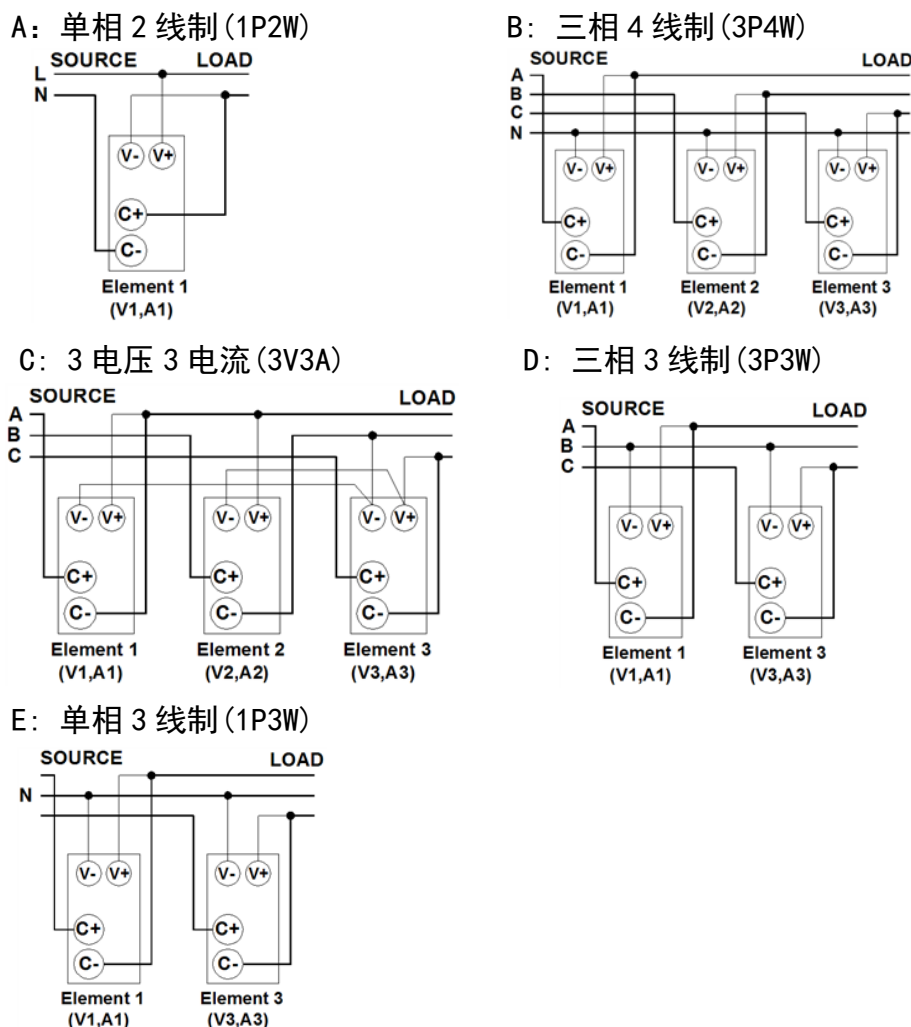 A: 单相 2 线制(1P2W)
SOURCE LOAD
L
N
V- V+
C+
C-
Element 1
(V1,A1)
B: 三相 4 线制(3P4W)
SOURCE LOAD
A
B
C
N
V- V+ V- V+ V- V+
C+ C+ C+
C- C- C-
Element 1 Element 2 Element 3
(V1,A1) (V2,A2) (V3,A3)
C: 3 电压 3 电流(3V3A)
SOURCE LOAD
A
B
C
V- V+ V- V+ V- V+
C+ C+ C+
C- C- C-
Element 1 Element 2 Element 3
(V1,A1) (V2,A2) (V3,A3)
D: 三相 3 线制(3P3W)
SOURCE LOAD
A
B
C
V- V+ V- V+
C+ C+
C- C-
Element 1 Element 3
(V1,A1) (V3,A3)
E: 单相 3 线制(1P3W)
SOURCE LOAD
N
V- V+ V- V+
C+ C+
C- C-
Element 1 Element 3
(V1,A1) (V3,A3)